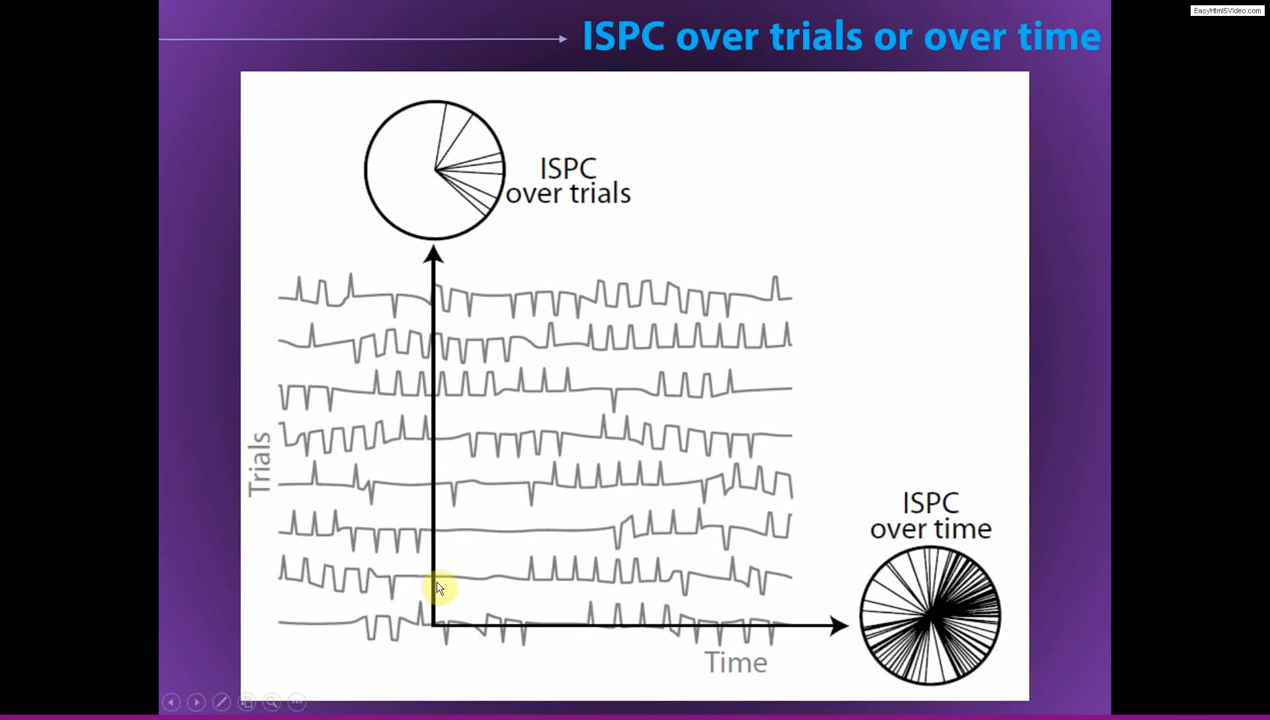 EasyHtml5Video.com
ISPC over trials or over time
ISPC
over trials
Trials
ISPC
over time
Time